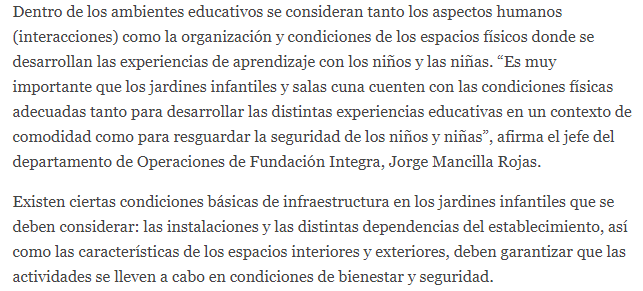 Dentro de los ambientes educativos se consideran tanto los aspectos humanos
(interacciones) como la organización y condiciones de los espacios físicos donde se
desarrollan las experiencias de aprendizaje con los niños y las niñas. “Es muy
importante que los jardines infantiles y salas cuna cuenten con las condiciones físicas
adecuadas tanto para desarrollar las distintas experiencias educativas en un contexto de
comodidad como para resguardar la seguridad de los niños y niñas”, afirma el jefe del
departamento de Operaciones de Fundación Integra, Jorge Mancilla Rojas.
Existen ciertas condiciones básicas de infraestructura en los jardines infantiles que se
deben considerar: las instalaciones y las distintas dependencias del establecimiento, así
como las características de los espacios interiores y exteriores, deben garantizar que las
actividades se lleven a cabo en condiciones de bienestar y seguridad.